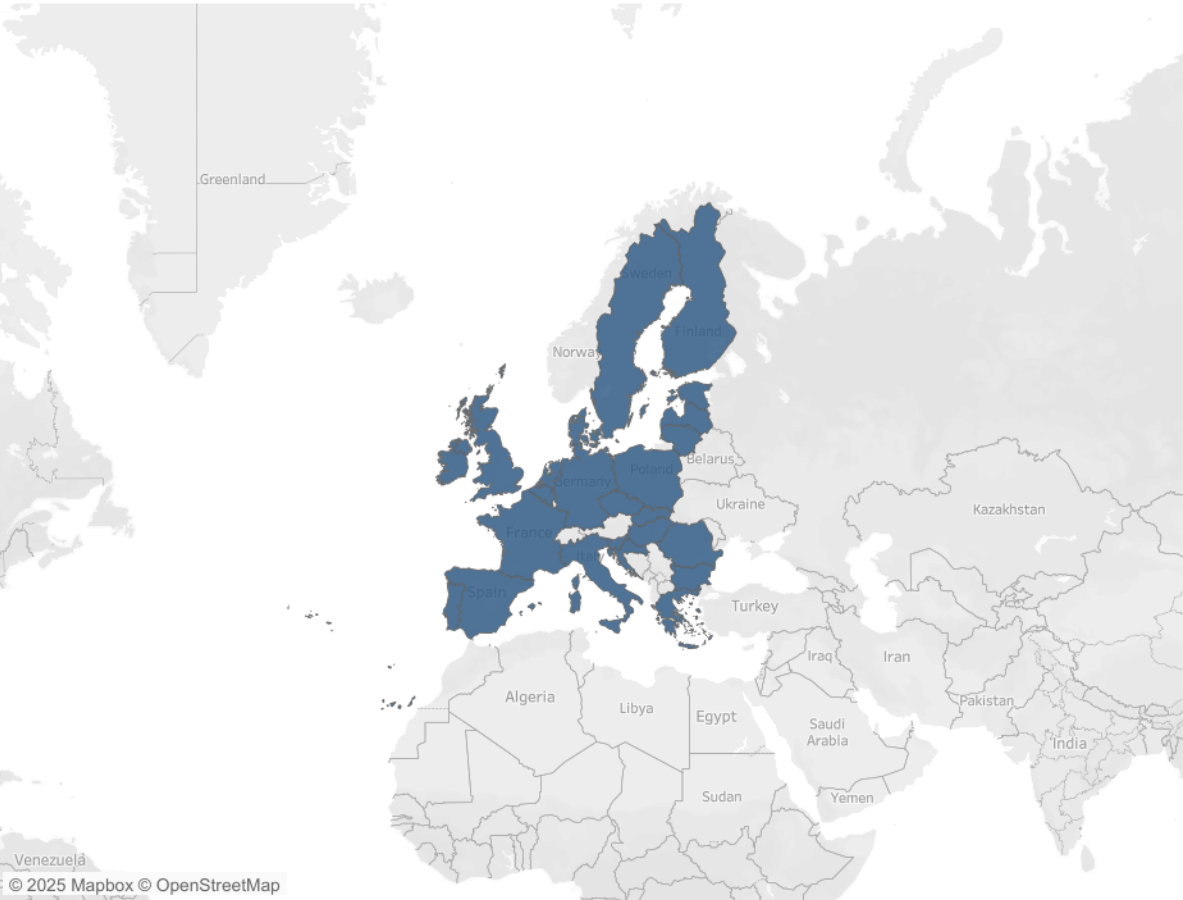 Greenland
Sweden
Finland
Norwa
Belarus
Poland
Germany
Ukraine
Kazakhstan
France
Italy
Spain
Turkey
Iraq
Iran
Algeria
Libya
Egypt
Pakistan
Saudi
Arabia
India
Sudan
Yemen
Venezuela
© 2025 Mapbox © OpenStreetMap